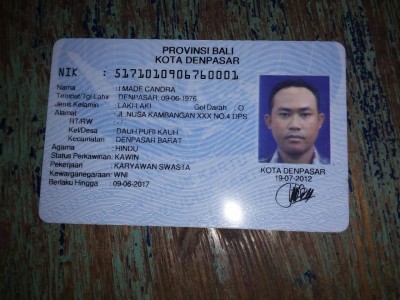 PROVINSI BALI
KOTA DENPASAR
NIK : 5171010906760001
Nama : I MADE CANDRA
Tempat/Tgl Lahir : DENPASAR, 09-06-1976
Jenis Kelamin : LAKI-LAKI Gol Darah : O
Alamat : JL NUSA KAMBANGAN XXX NO.4 DPS
RT/RW :
Kel/Desa : DAUH PURI KAUH
Kecamatan : DENPASAR BARAT
Agama : HINDU
Status Perkawinan: KAWIN
Pekerjaan : KARYAWAN SWASTA
Kewarganegaraan: WNI
Berlaku Hingga : 09-06-2017
KOTA DENPASAR
19-07-2012